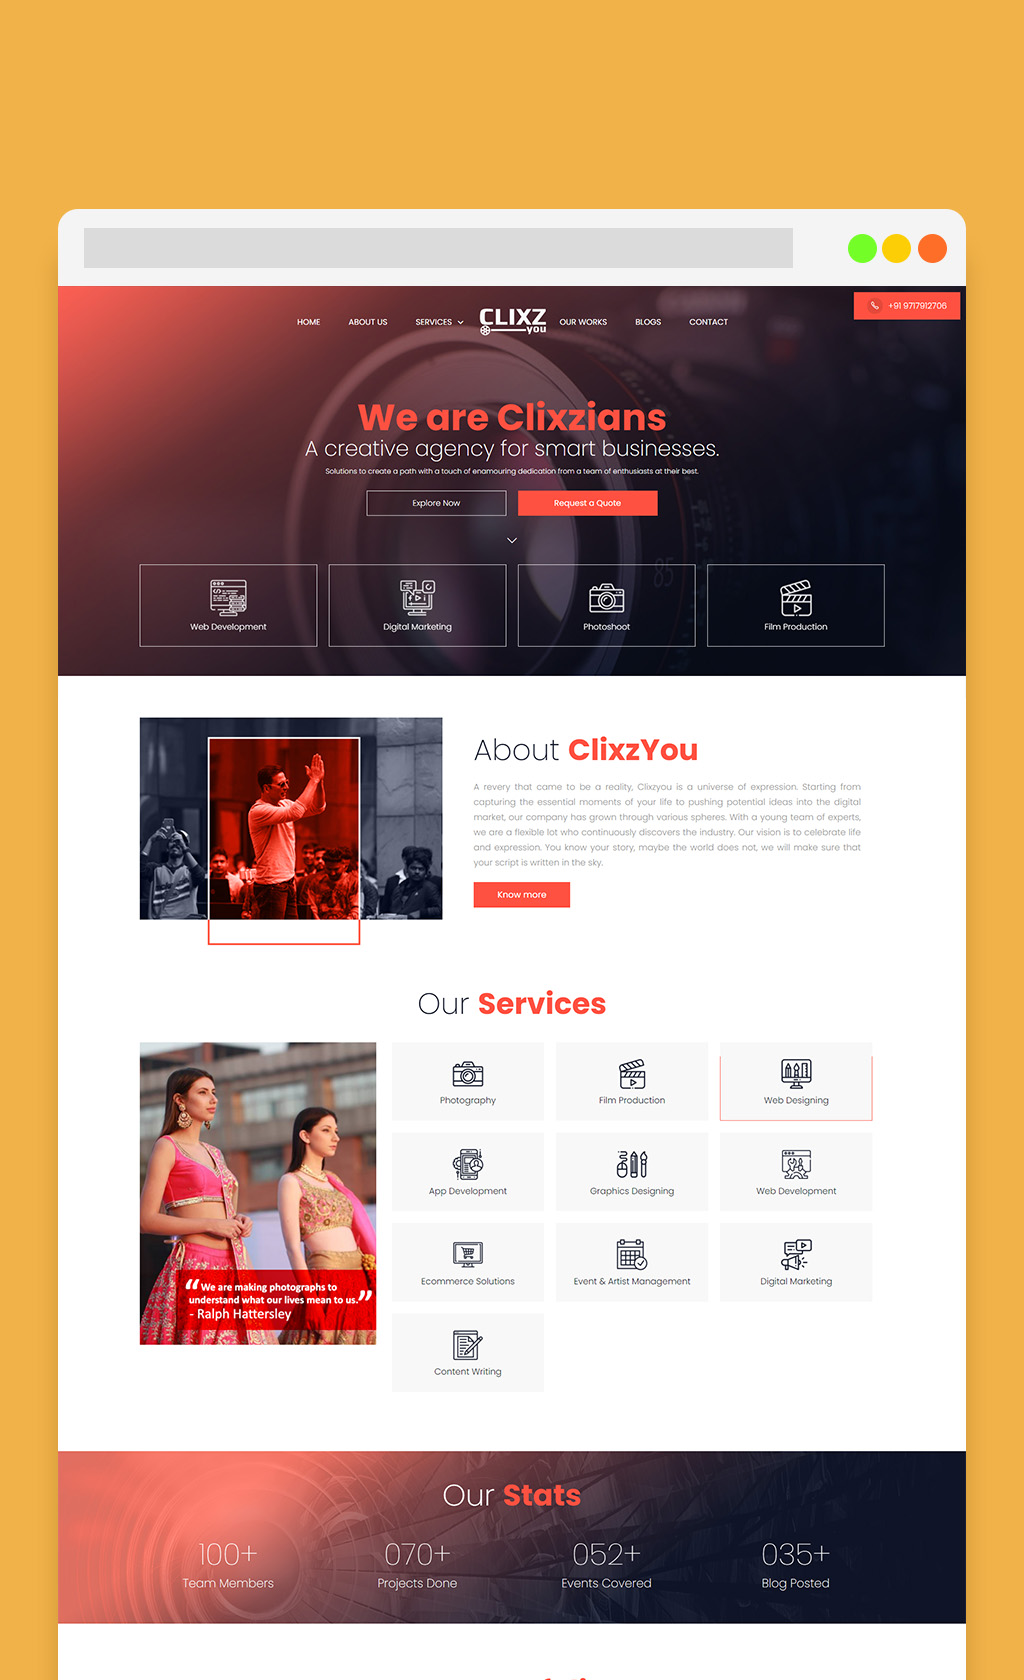 +91 9717912706
HOME ABOUT US SERVICES CLIXZ you OUR WORKS BLOGS CONTACT
We are Clixzians
A creative agency for smart businesses.
Solutions to create a path with a touch of enamouring dedication from a team of enthusiasts at their best.
Explore Now Request a Quote
85
Web Development Digital Marketing Photoshoot Film Production
About ClixzYou
A revery that came to be a reality, Clixzyou is a universe of expression. Starting from
capturing the essential moments of your life to pushing potential ideas into the digital
market, our company has grown through various spheres. With a young team of experts,
we are a flexible lot who continuously discovers the industry. Our vision is to celebrate life
and expression. You know your story, maybe the world does not, we will make sure that
your script is written in the sky.
Know more
Our Services
Photography Film Production Web Designing
App Development Graphics Designing Web Development
Ecommerce Solutions Event & Artist Management Digital Marketing
Content Writing
“ We are making photographs to
understand what our lives mean to us. ”
- Ralph Hattersley
Our Stats
100+ 070+ 052+ 035+
Team Members Projects Done Events Covered Blog Posted